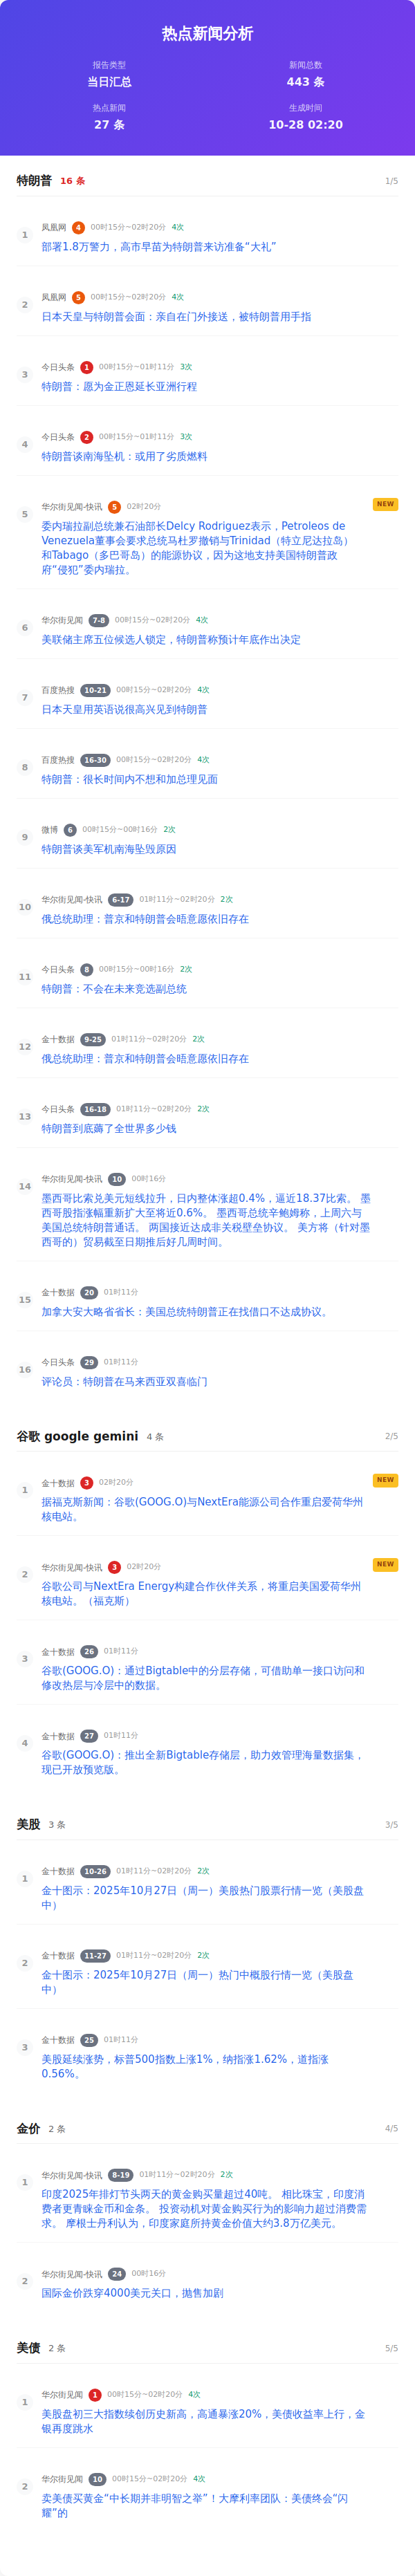 热点新闻分析
报告类型
当日汇总
新闻总数
443 条
热点新闻
27 条
生成时间
10-28 02:20
特朗普 16 条 1/5
1
凤凰网 4 00时15分~02时20分 4次
部署1.8万警力，高市早苗为特朗普来访准备“大礼”
2
凤凰网 5 00时15分~02时20分 4次
日本天皇与特朗普会面：亲自在门外接送，被特朗普用手指
3
今日头条 1 00时15分~01时11分 3次
特朗普：愿为金正恩延长亚洲行程
4
今日头条 2 00时15分~01时11分 3次
特朗普谈南海坠机：或用了劣质燃料
5
华尔街见闻-快讯 5 02时20分 NEW
委内瑞拉副总统兼石油部长Delcy Rodriguez表示，Petroleos de
Venezuela董事会要求总统马杜罗撤销与Trinidad（特立尼达拉岛）
和Tabago（多巴哥岛）的能源协议，因为这地支持美国特朗普政
府“侵犯”委内瑞拉。
6
华尔街见闻 7-8 00时15分~02时20分 4次
美联储主席五位候选人锁定，特朗普称预计年底作出决定
7
百度热搜 10-21 00时15分~02时20分 4次
日本天皇用英语说很高兴见到特朗普
8
百度热搜 16-30 00时15分~02时20分 4次
特朗普：很长时间内不想和加总理见面
9
微博 6 00时15分~00时16分 2次
特朗普谈美军机南海坠毁原因
10
华尔街见闻-快讯 6-17 01时11分~02时20分 2次
俄总统助理：普京和特朗普会晤意愿依旧存在
11
今日头条 8 00时15分~00时16分 2次
特朗普：不会在未来竞选副总统
12
金十数据 9-25 01时11分~02时20分 2次
俄总统助理：普京和特朗普会晤意愿依旧存在
13
今日头条 16-18 01时11分~02时20分 2次
特朗普到底薅了全世界多少钱
14
华尔街见闻-快讯 10 00时16分
墨西哥比索兑美元短线拉升，日内整体涨超0.4%，逼近18.37比索。 墨
西哥股指涨幅重新扩大至将近0.6%。 墨西哥总统辛鲍姆称，上周六与
美国总统特朗普通话。 两国接近达成非关税壁垒协议。 美方将（针对墨
西哥的）贸易截至日期推后好几周时间。
15
金十数据 20 01时11分
加拿大安大略省省长：美国总统特朗普正在找借口不达成协议。
16
今日头条 29 01时11分
评论员：特朗普在马来西亚双喜临门
谷歌 google gemini 4 条 2/5
1
金十数据 3 02时20分 NEW
据福克斯新闻：谷歌(GOOG.O)与NextEra能源公司合作重启爱荷华州
核电站。
2
华尔街见闻-快讯 3 02时20分 NEW
谷歌公司与NextEra Energy构建合作伙伴关系，将重启美国爱荷华州
核电站。（福克斯）
3
金十数据 26 01时11分
谷歌(GOOG.O)：通过Bigtable中的分层存储，可借助单一接口访问和
修改热层与冷层中的数据。
4
金十数据 27 01时11分
谷歌(GOOG.O)：推出全新Bigtable存储层，助力效管理海量数据集，
现已开放预览版。
美股 3 条 3/5
1
金十数据 10-26 01时11分~02时20分 2次
金十图示：2025年10月27日（周一）美股热门股票行情一览（美股盘
中）
2
金十数据 11-27 01时11分~02时20分 2次
金十图示：2025年10月27日（周一）热门中概股行情一览（美股盘
中）
3
金十数据 25 01时11分
美股延续涨势，标普500指数上涨1%，纳指涨1.62%，道指涨
0.56%。
金价 2 条 4/5
1
华尔街见闻-快讯 8-19 01时11分~02时20分 2次
印度2025年排灯节头两天的黄金购买量超过40吨。 相比珠宝，印度消
费者更青睐金币和金条。 投资动机对黄金购买行为的影响力超过消费需
求。 摩根士丹利认为，印度家庭所持黄金价值大约3.8万亿美元。
2
华尔街见闻-快讯 24 00时16分
国际金价跌穿4000美元关口，抛售加剧
美债 2 条 5/5
1
华尔街见闻 1 00时15分~02时20分 4次
美股盘初三大指数续创历史新高，高通暴涨20%，美债收益率上行，金
银再度跳水
2
华尔街见闻 10 00时15分~02时20分 4次
卖美债买黄金“中长期并非明智之举”！大摩利率团队：美债终会“闪
耀”的